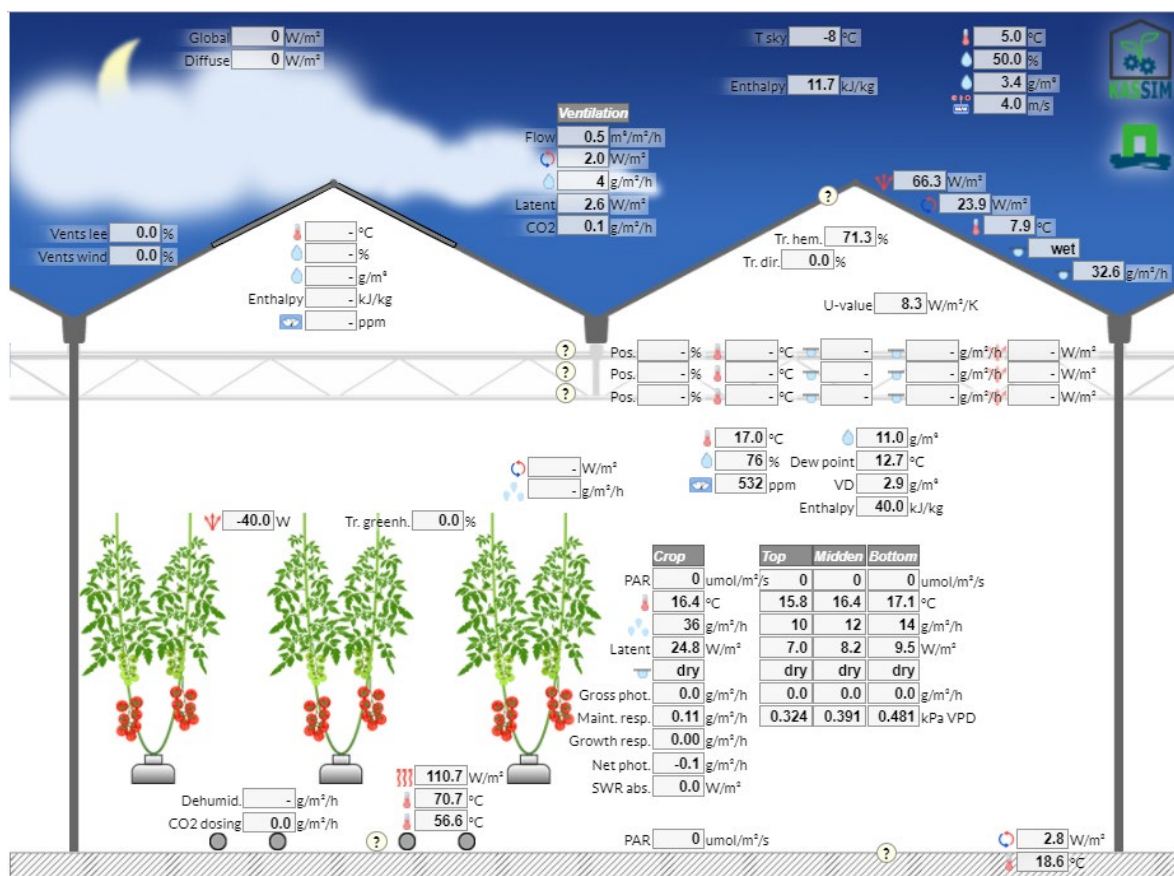 Global 0 W/m²
Diffuse 0 W/m²
T sky -8 °C
Enthalpy 11.7 kJ/kg
5.0 °C
50.0 %
3.4 g/m³
4.0 m/s
KASSIM
Ventilation
Flow 0.5 m³/m²/h
2.0 W/m²
4 g/m²/h
Latent 2.6 W/m²
CO2 0.1 g/m²/h
Vents lee 0.0 %
Vents wind 0.0 %
- °C
- %
- g/m³
Enthalpy - kJ/kg
- ppm
?
66.3 W/m²
23.9 W/m²
7.9 °C
wet
32.6 g/m²/h
Tr. hem. 71.3 %
Tr. dir. 0.0 %
U-value 8.3 W/m²/K
? Pos. - % - °C - - g/m²/h - W/m²
? Pos. - % - °C - - g/m²/h - W/m²
? Pos. - % - °C - - g/m²/h - W/m²
17.0 °C 11.0 g/m³
76 % Dew point 12.7 °C
532 ppm VD 2.9 g/m³
Enthalpy 40.0 kJ/kg
- W/m²
- g/m²/h
-40.0 W Tr. greenh. 0.0 %
Crop Top Midden Bottom
PAR 0 umol/m²/s 0 0 0 umol/m²/s
16.4 °C 15.8 16.4 17.1 °C
36 g/m²/h 10 12 14 g/m²/h
Latent 24.8 W/m² 7.0 8.2 9.5 W/m²
dry dry dry dry
Gross phot. 0.0 g/m²/h 0.0 0.0 0.0 g/m²/h
Maint. resp. 0.11 g/m²/h 0.324 0.391 0.481 kPa VPD
Growth resp. 0.00 g/m²/h
Net phot. -0.1 g/m²/h
SWR abs. 0.0 W/m²
110.7 W/m²
70.7 °C
56.6 °C
Dehumid. - g/m²/h
CO2 dosing 0.0 g/m²/h
?
PAR 0 umol/m²/s
?
2.8 W/m²
18.6 °C